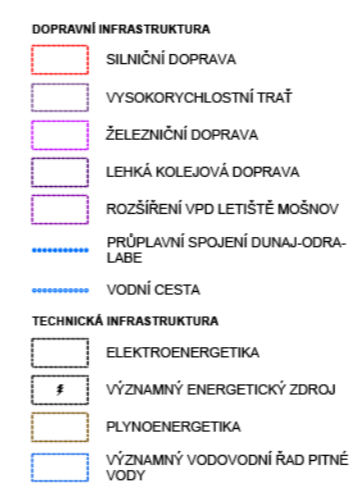 DOPRAVNÍ INFRASTRUKTURA
SILNIČNÍ DOPRAVA
VYSOKORYCHLOSTNÍ TRAŤ
ŽELEZNIČNÍ DOPRAVA
LEHKÁ KOLEJOVÁ DOPRAVA
ROZŠÍŘENÍ VPD LETIŠTĚ MOŠNOV
PRŮPLAVNÍ SPOJENÍ DUNAJ-ODRA-
LABE
VODNÍ CESTA
TECHNICKÁ INFRASTRUKTURA
ELEKTROENERGETIKA
VÝZNAMNÝ ENERGETICKÝ ZDROJ
PLYNOENERGETIKA
VÝZNAMNÝ VODOVODNÍ ŘAD PITNÉ
VODY